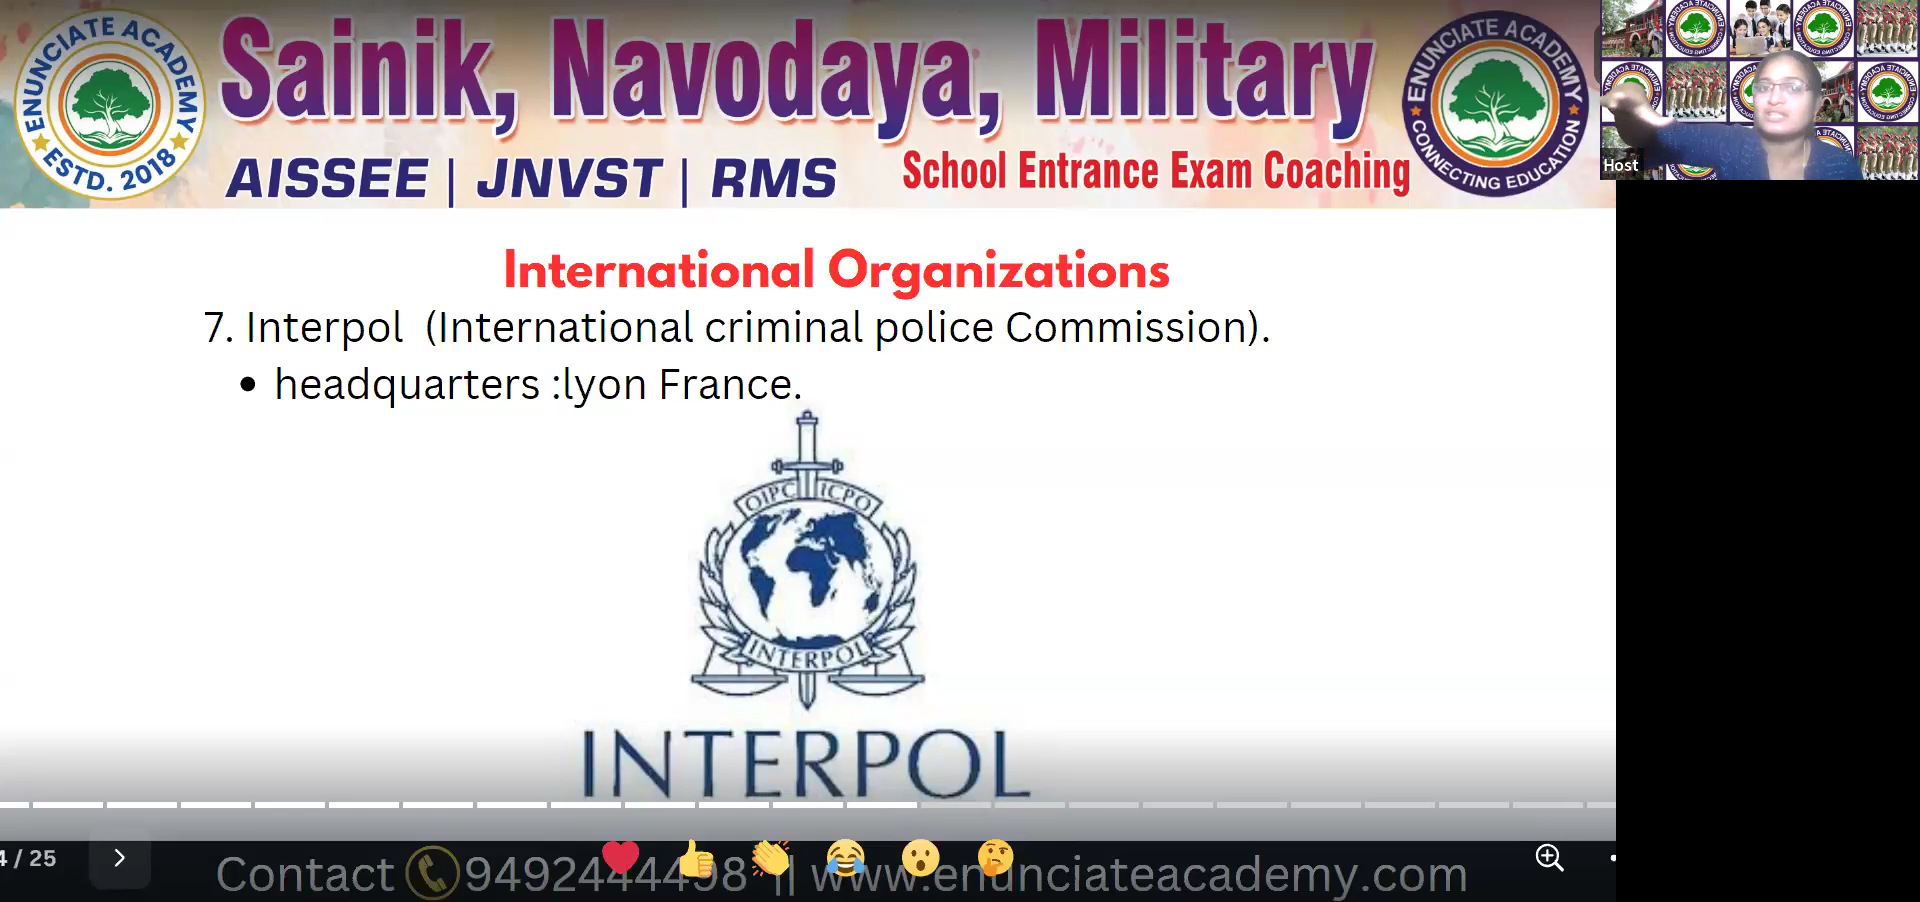 ENUNCIATE ACADEMY
ESTD. 2018
Sainik, Navodaya, Military
AISSEE | JNVST | RMS
School Entrance Exam Coaching
ENUNCIATE ACADEMY
CONNECTING EDUCATION
Host
International Organizations
7. Interpol (International criminal police Commission).
headquarters :lyon France.
OIPC ICPO
INTERPOL
INTERPOL
4 / 25
Contact 9492444498 || www.enunciateacademy.com